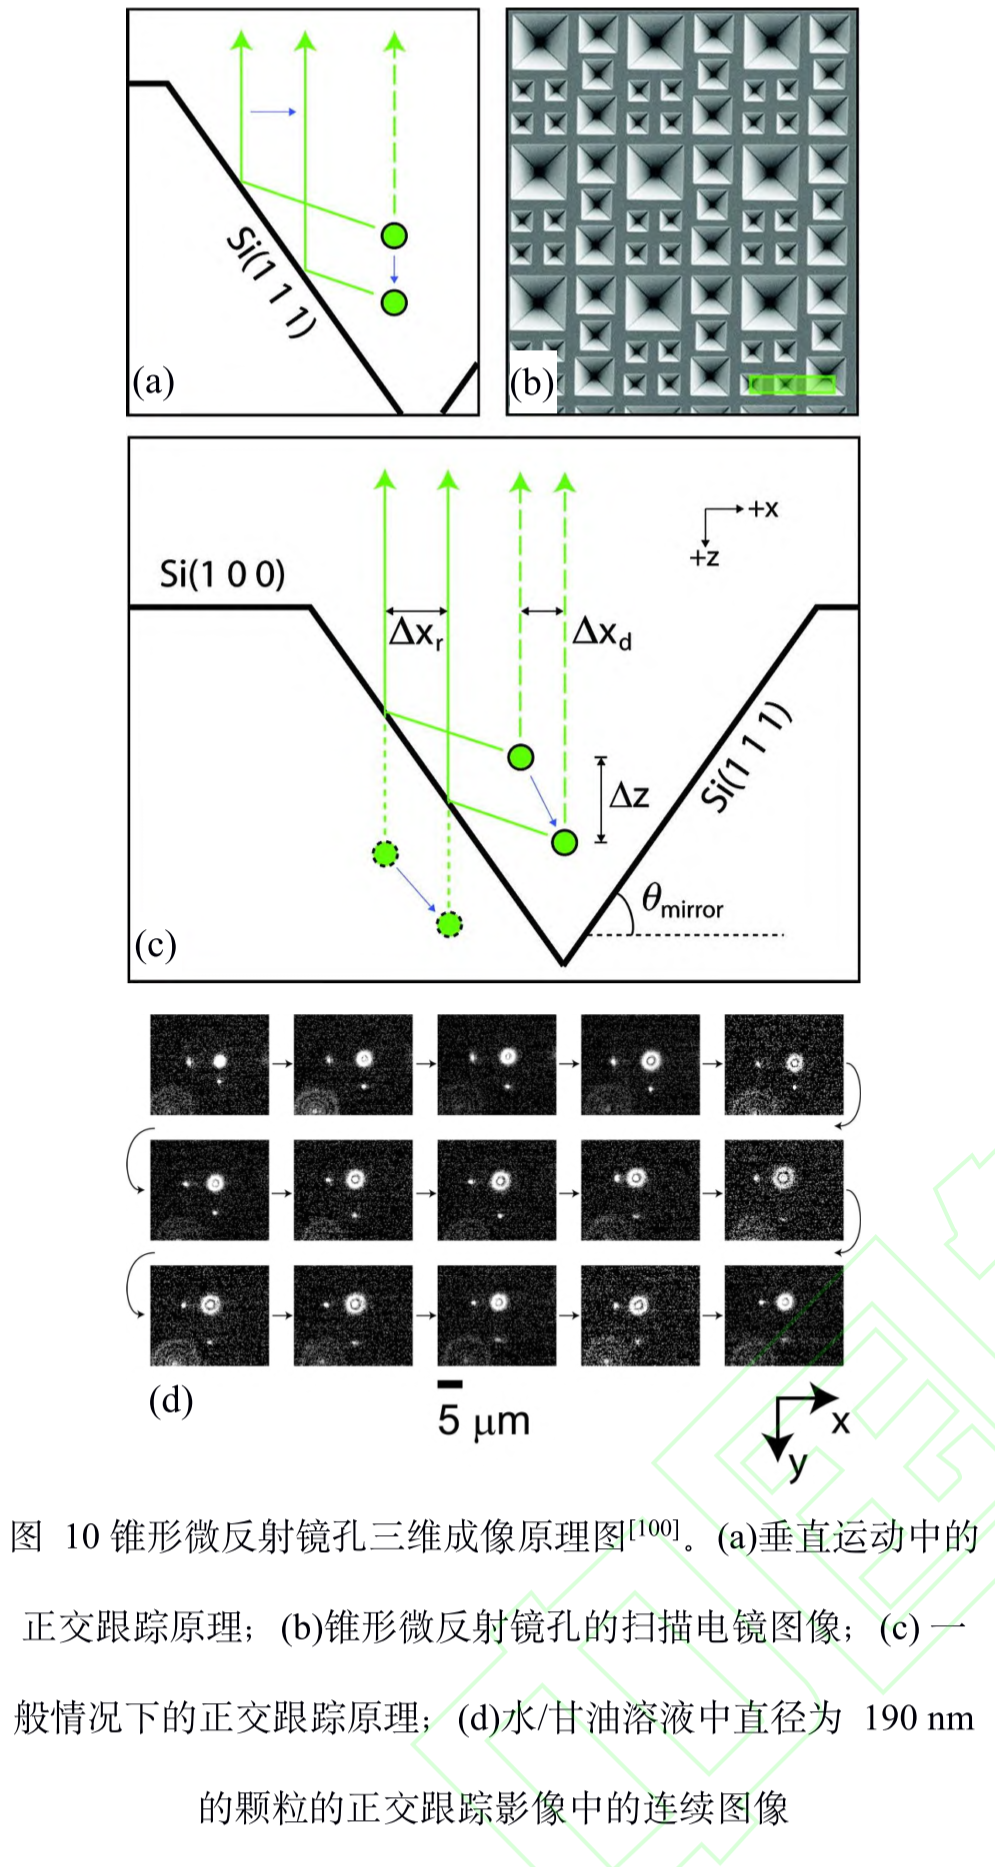 Si(1 1 1)
(a)
(b)
+x
+z
Si(1 0 0)
Δxr
Δxd
Δz
Si(1 1 1)
θmirror
(c)
(d)
5 μm
x
y
图 10 锥形微反射镜孔三维成像原理图[100]。(a)垂直运动中的
正交跟踪原理；(b)锥形微反射镜孔的扫描电镜图像；(c) 一
般情况下的正交跟踪原理；(d)水/甘油溶液中直径为 190 nm
的颗粒的正交跟踪影像中的连续图像